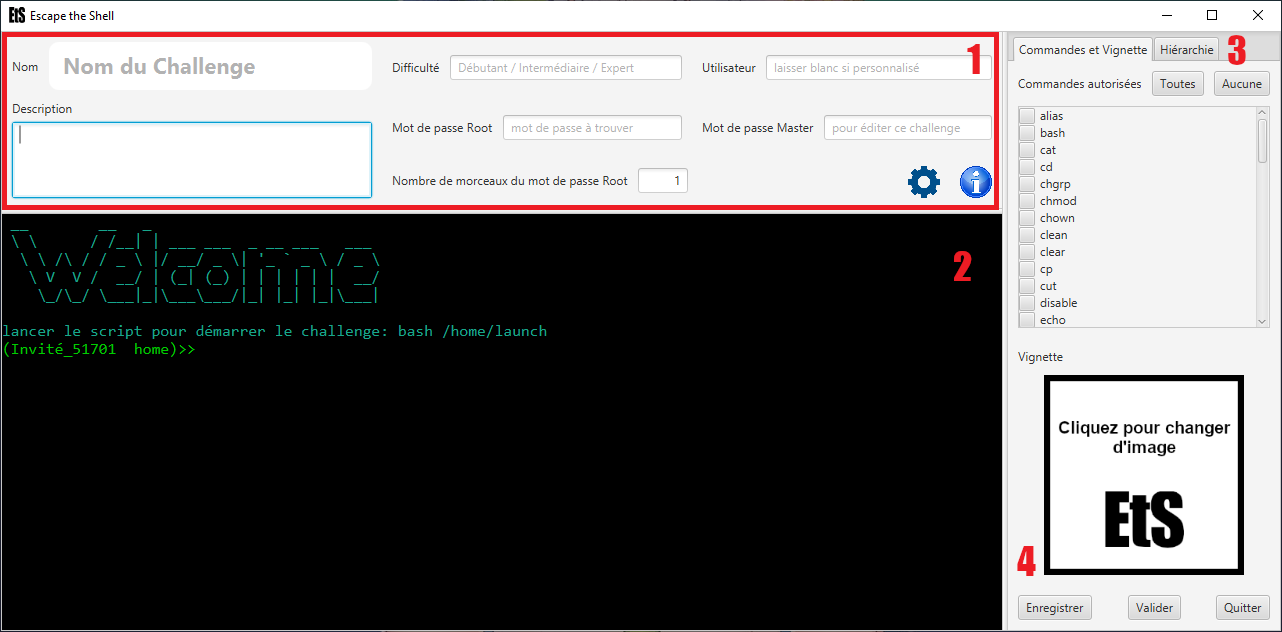 EtS Escape the Shell
1
Nom
Nom du Challenge
Difficulté
Débutant / Intermédiaire / Expert
Utilisateur
laisser blanc si personnalisé
Description
Mot de passe Root
mot de passe à trouver
Mot de passe Master
pour éditer ce challenge
Nombre de morceaux du mot de passe Root
1
i
2
Welcome
lancer le script pour démarrer le challenge: bash /home/launch
(Invité_51701 home)>>
Commandes et Vignette
Hiérarchie
3
Commandes autorisées
Toutes
Aucune
alias
bash
cat
cd
chgrp
chmod
chown
clean
clear
cp
cut
disable
echo
Vignette
Cliquez pour changer
d'image
EtS
4
Enregistrer
Valider
Quitter